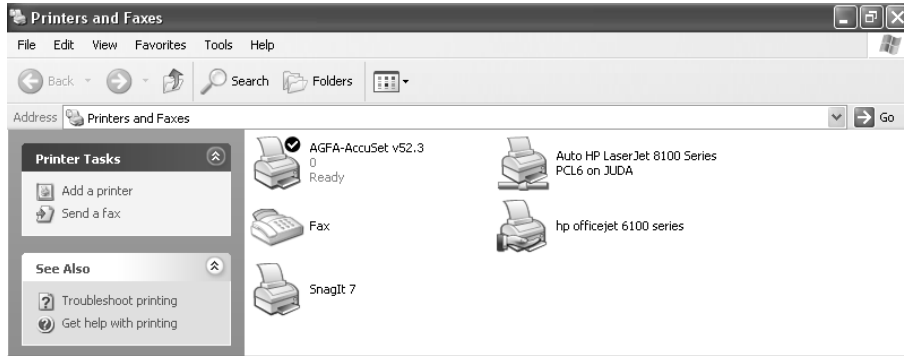 Printers and Faxes
File Edit View Favorites Tools Help
Back Search Folders
Address Printers and Faxes Go
Printer Tasks
Add a printer
Send a fax
See Also
Troubleshoot printing
Get help with printing
AGFA-AccuSet v52.3
0
Ready
Auto HP LaserJet 8100 Series
PCL6 on JUDA
Fax
hp officejet 6100 series
SnagIt 7